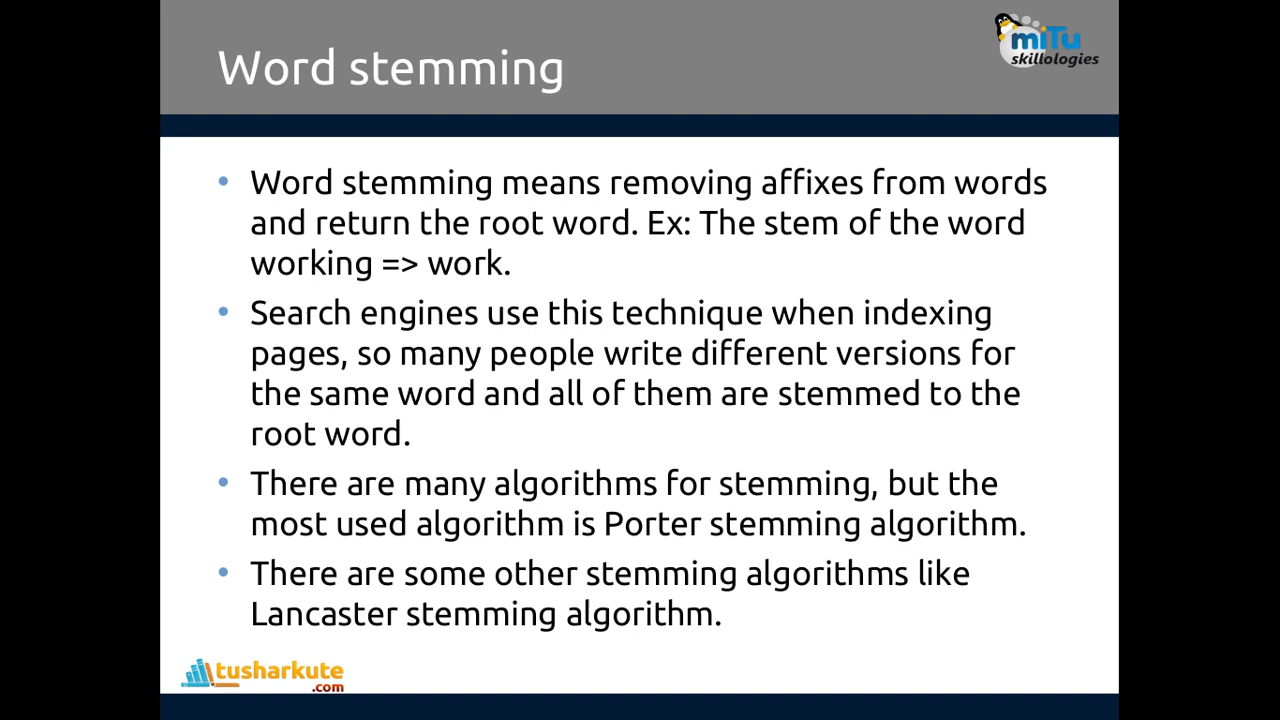 Word stemming
miTu
skillologies
• Word stemming means removing affixes from words
and return the root word. Ex: The stem of the word
working => work.
• Search engines use this technique when indexing
pages, so many people write different versions for
the same word and all of them are stemmed to the
root word.
• There are many algorithms for stemming, but the
most used algorithm is Porter stemming algorithm.
• There are some other stemming algorithms like
Lancaster stemming algorithm.
tusharkute
.com